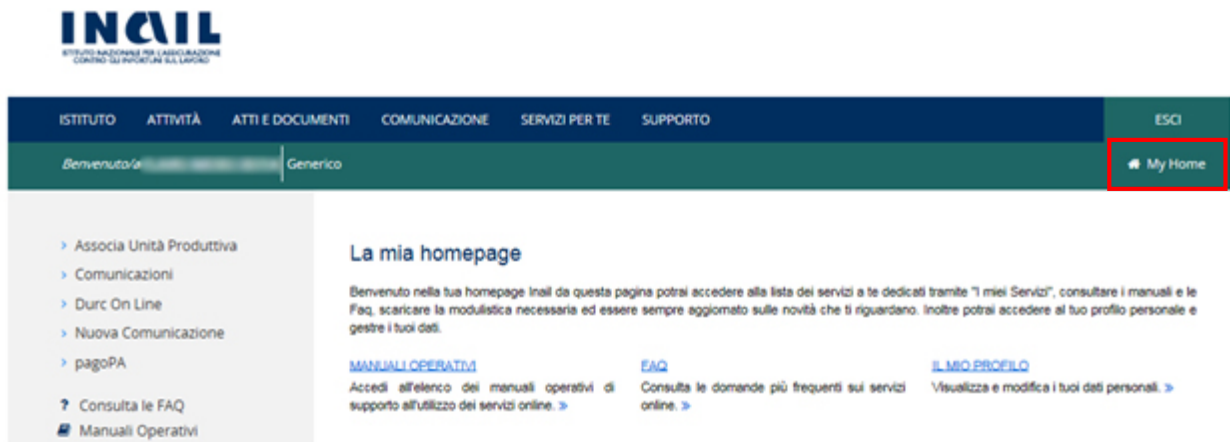 INAIL
ISTITUTO NAZIONALE PER L'ASSICURAZIONE
CONTRO GLI INFORTUNI SUL LAVORO
ISTITUTO ATTIVITÀ ATTI E DOCUMENTI COMUNICAZIONE SERVIZI PER TE SUPPORTO ESCI
Benvenuto/a Generico My Home
> Associa Unità Produttiva
> Comunicazioni
> Durc On Line
> Nuova Comunicazione
> pagoPA
? Consulta le FAQ
Manuali Operativi
La mia homepage
Benvenuto nella tua homepage Inail da questa pagina potrai accedere alla lista dei servizi a te dedicati tramite "I miei Servizi", consultare i manuali e le
Faq, scaricare la modulistica necessaria ed essere sempre aggiornato sulle novità che ti riguardano. Inoltre potrai accedere al tuo profilo personale e
gestire i tuoi dati.
MANUALI OPERATIVI
Accedi all'elenco dei manuali operativi di
supporto all'utilizzo dei servizi online. »
FAQ
Consulta le domande più frequenti sui servizi
online. »
IL MIO PROFILO
Visualizza e modifica i tuoi dati personali. »